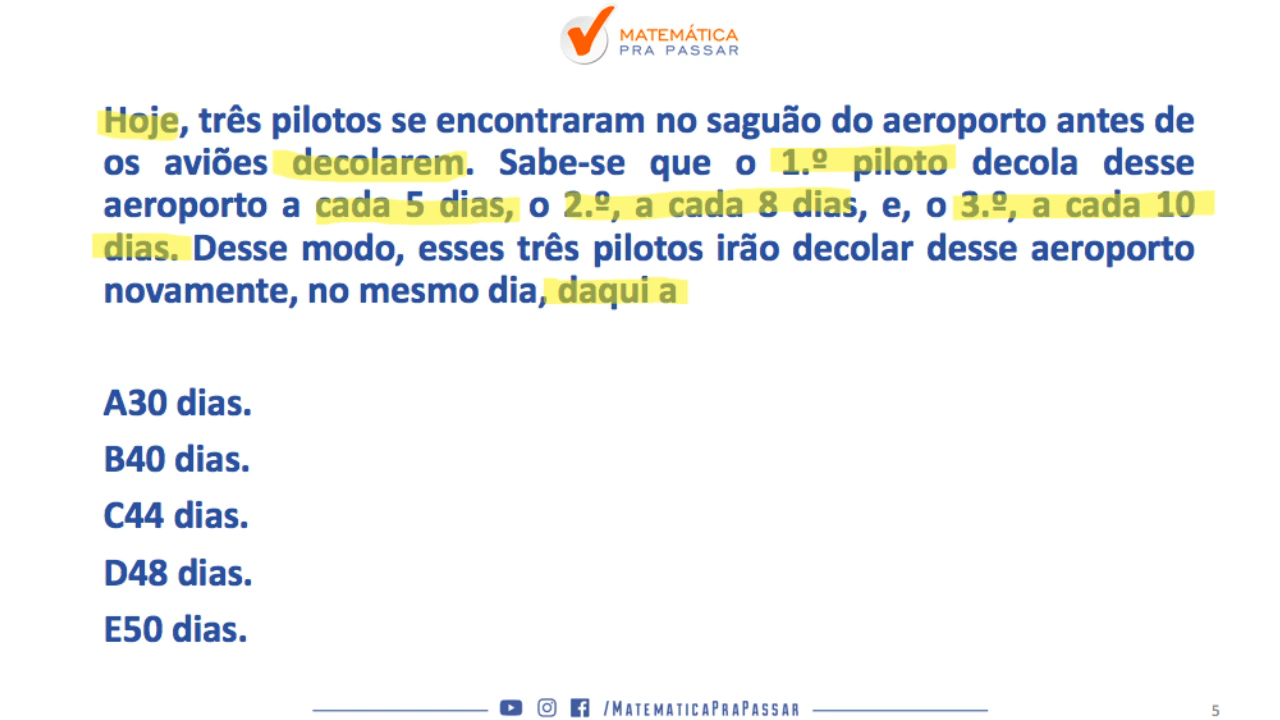 MATEMÁTICA
PRA PASSAR
Hoje, três pilotos se encontraram no saguão do aeroporto antes de
os aviões decolarem. Sabe-se que o 1.º piloto decola desse
aeroporto a cada 5 dias, o 2.º, a cada 8 dias, e, o 3.º, a cada 10
dias. Desse modo, esses três pilotos irão decolar desse aeroporto
novamente, no mesmo dia, daqui a
A30 dias.
B40 dias.
C44 dias.
D48 dias.
E50 dias.
/MATEMATICAPRAPASSAR
5